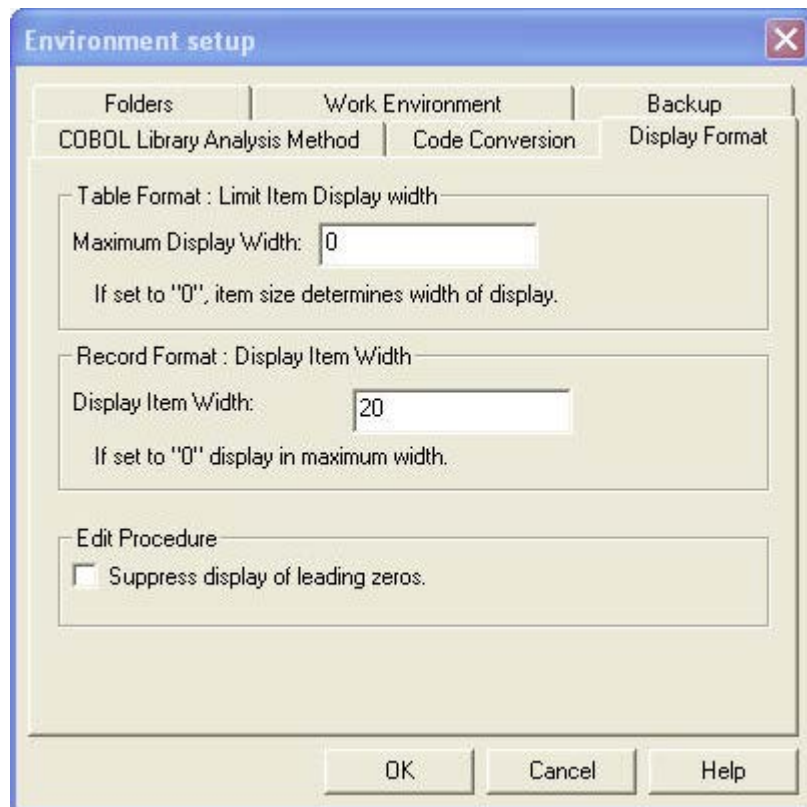 Environment setup
Folders
Work Environment
Backup
COBOL Library Analysis Method
Code Conversion
Display Format
Table Format : Limit Item Display width
Maximum Display Width: 0
If set to "0", item size determines width of display.
Record Format : Display Item Width
Display Item Width: 20
If set to "0" display in maximum width.
Edit Procedure
Suppress display of leading zeros.
OK
Cancel
Help